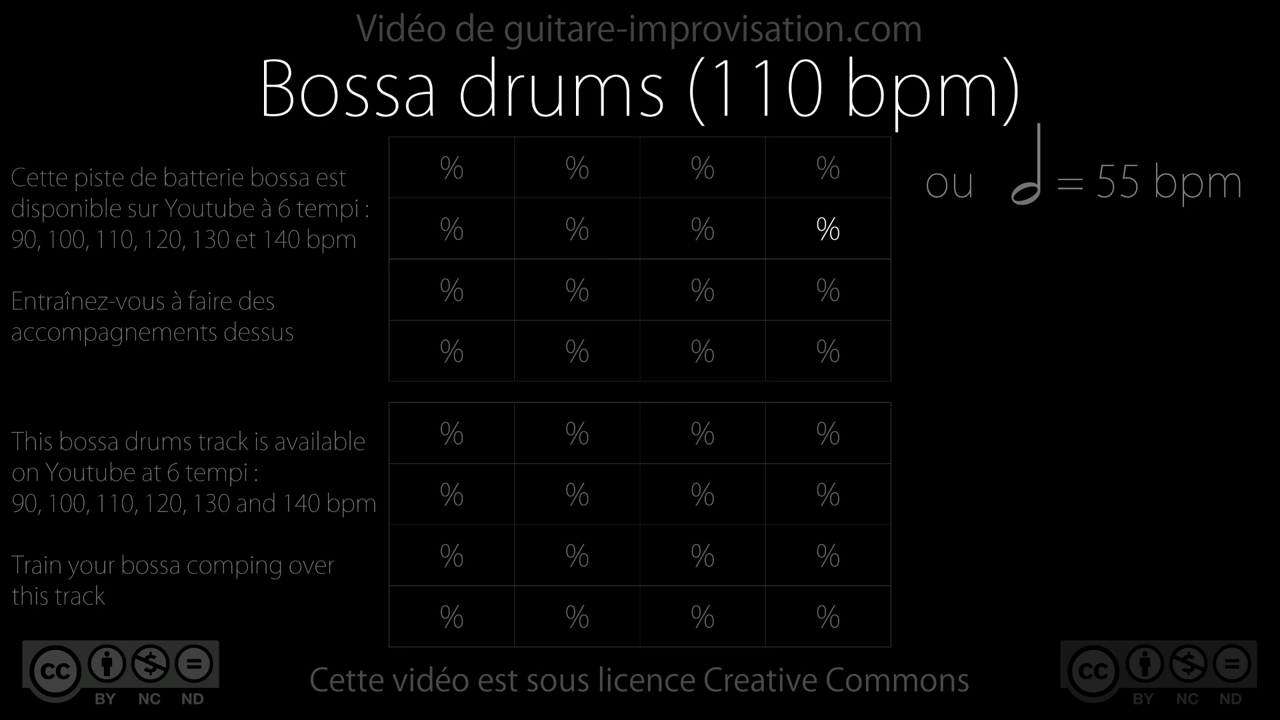 Vidéo de guitare-improvisation.com
Bossa drums (110 bpm)
ou = 55 bpm
Cette piste de batterie bossa est
disponible sur Youtube à 6 tempi :
90, 100, 110, 120, 130 et 140 bpm
Entraînez-vous à faire des
accompagnements dessus
% % % %
% % % %
% % % %
% % % %
This bossa drums track is available
on Youtube at 6 tempi :
90, 100, 110, 120, 130 and 140 bpm
Train your bossa comping over
this track
% % % %
% % % %
% % % %
% % % %
cc BY NC ND
Cette vidéo est sous licence Creative Commons
cc BY NC ND